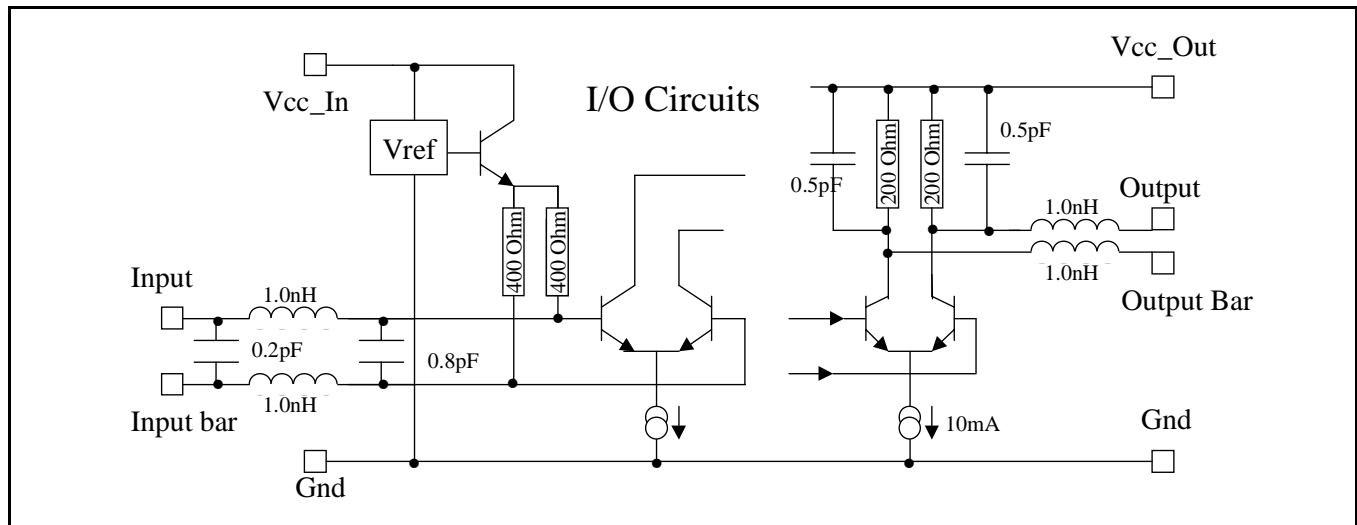 Vcc_Out
Vcc_In
I/O Circuits
Vref
0.5pF
200 Ohm
200 Ohm
0.5pF
Output
1.0nH
1.0nH
Output Bar
400 Ohm
400 Ohm
Input
1.0nH
0.2pF
0.8pF
1.0nH
Input bar
10mA
Gnd
Gnd